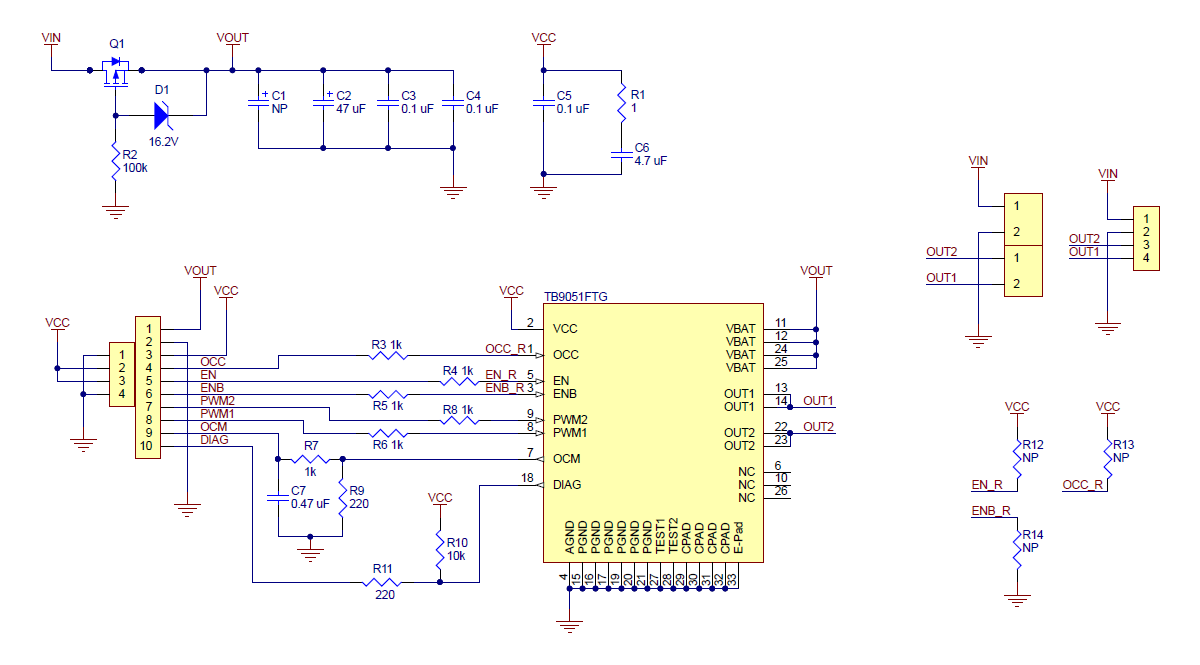 VIN
Q1
VOUT
VCC
D1
16.2V
R2
100k
C1
NP
C2
47 uF
C3
0.1 uF
C4
0.1 uF
C5
0.1 uF
R1
1
C6
4.7 uF
VIN
1
2
1
2
OUT2
OUT1
VIN
1
2
3
4
OUT2
OUT1
VOUT
VCC
VCC
1
2
3
4
1
2
3
4
5
6
7
8
9
10
OCC
EN
ENB
PWM2
PWM1
OCM
DIAG
R3 1k
R4 1k
R5 1k
R8 1k
R6 1k
R7
1k
C7
0.47 uF
R9
220
VCC
R10
10k
R11
220
VCC
OCC_R
EN_R
ENB_R
TB9051FTG
2 VCC
1 OCC
5 EN
3 ENB
9 PWM2
8 PWM1
7 OCM
18 DIAG
VOUT
VBAT 11
VBAT 12
VBAT 24
VBAT 25
OUT1 13
OUT1 14
OUT1
OUT2 22
OUT2 23
OUT2
NC 6
NC 10
NC 26
AGND
PGND
PGND
PGND
PGND
PGND
PGND
TEST1
TEST2
CPAD
CPAD
CPAD
CPAD
E-Pad
4
15
16
17
19
20
21
27
28
29
30
31
32
33
VCC
R12
NP
EN_R
VCC
R13
NP
OCC_R
ENB_R
R14
NP